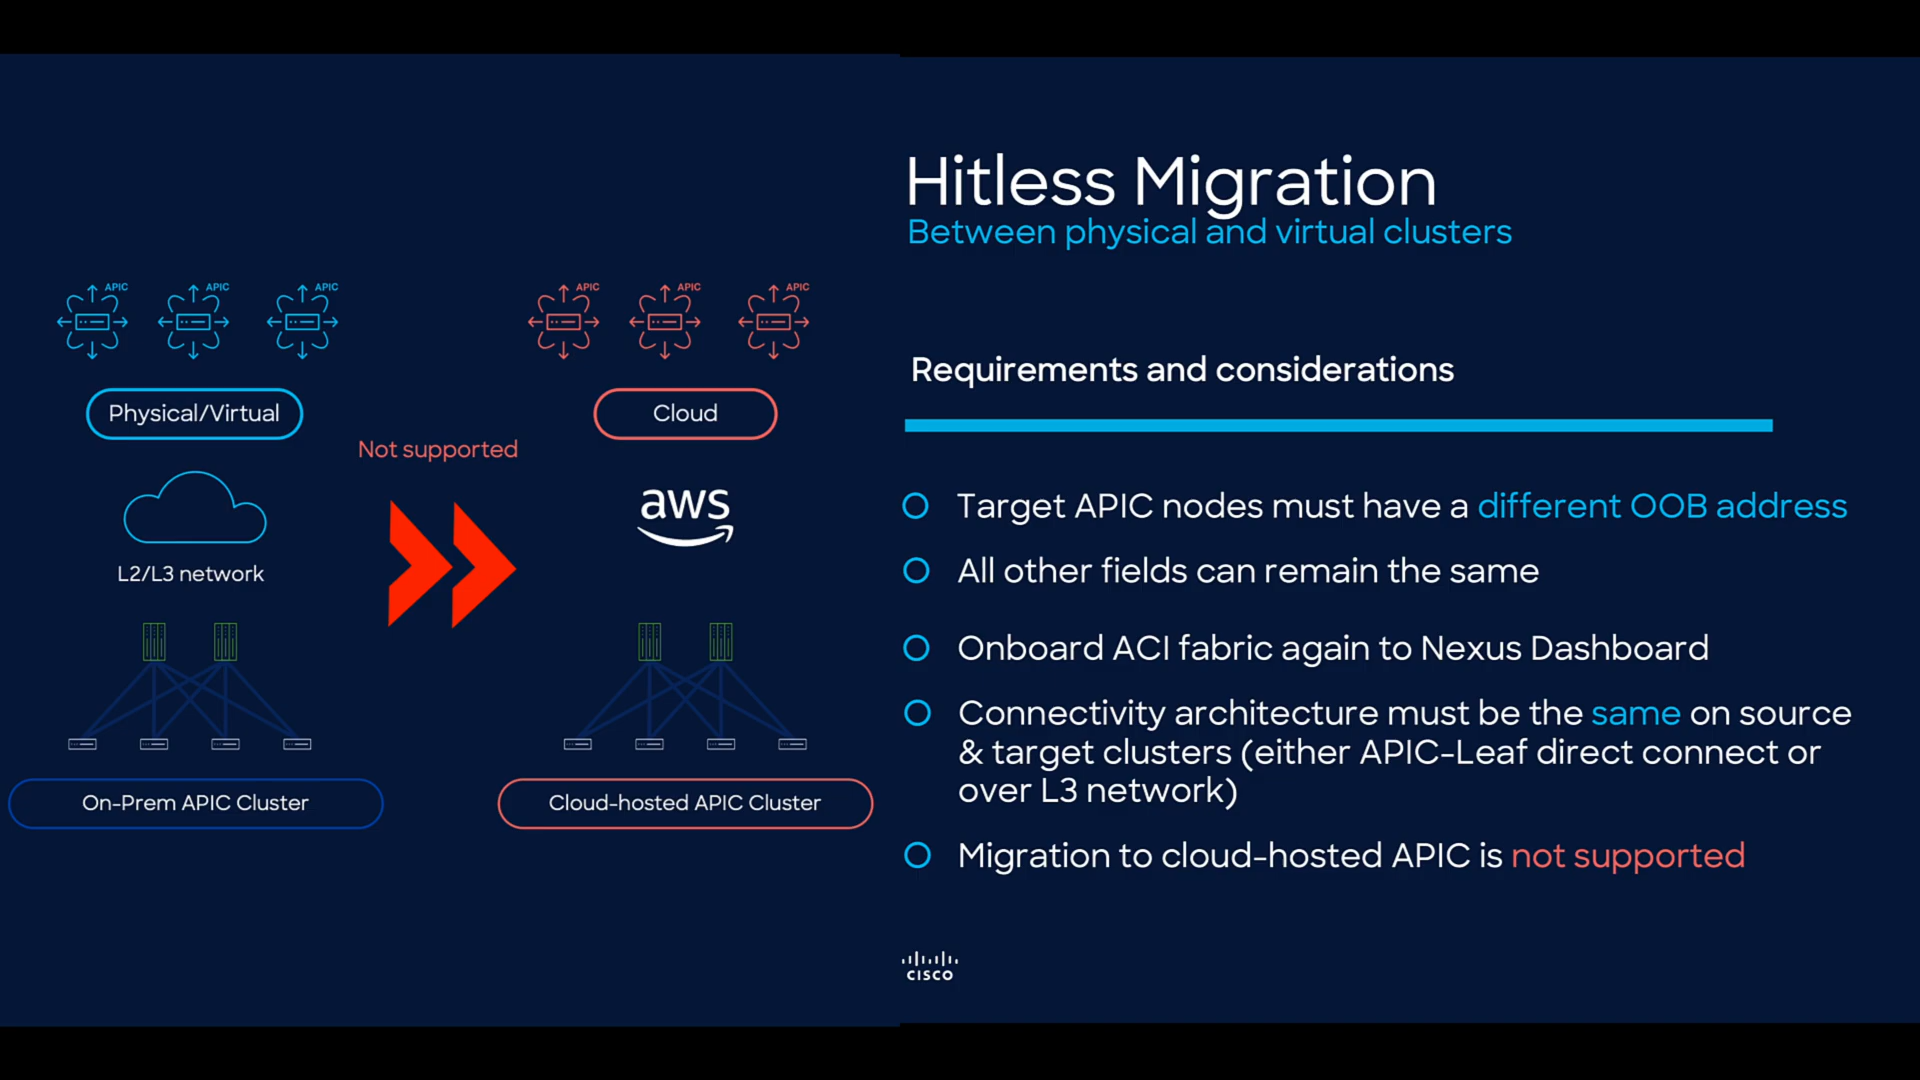 Hitless Migration
Between physical and virtual clusters
APIC
APIC
APIC
APIC
APIC
APIC
Physical/Virtual
Cloud
Not supported
aws
L2/L3 network
On-Prem APIC Cluster
Cloud-hosted APIC Cluster
Requirements and considerations
Target APIC nodes must have a different OOB address
All other fields can remain the same
Onboard ACI fabric again to Nexus Dashboard
Connectivity architecture must be the same on source
& target clusters (either APIC-Leaf direct connect or
over L3 network)
Migration to cloud-hosted APIC is not supported
CISCO